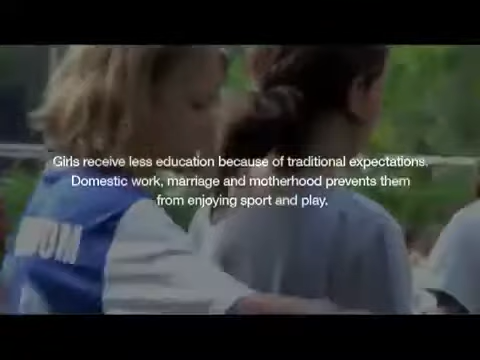 Girls receive less education because of traditional expectations.
Domestic work, marriage and motherhood prevents them
from enjoying sport and play.